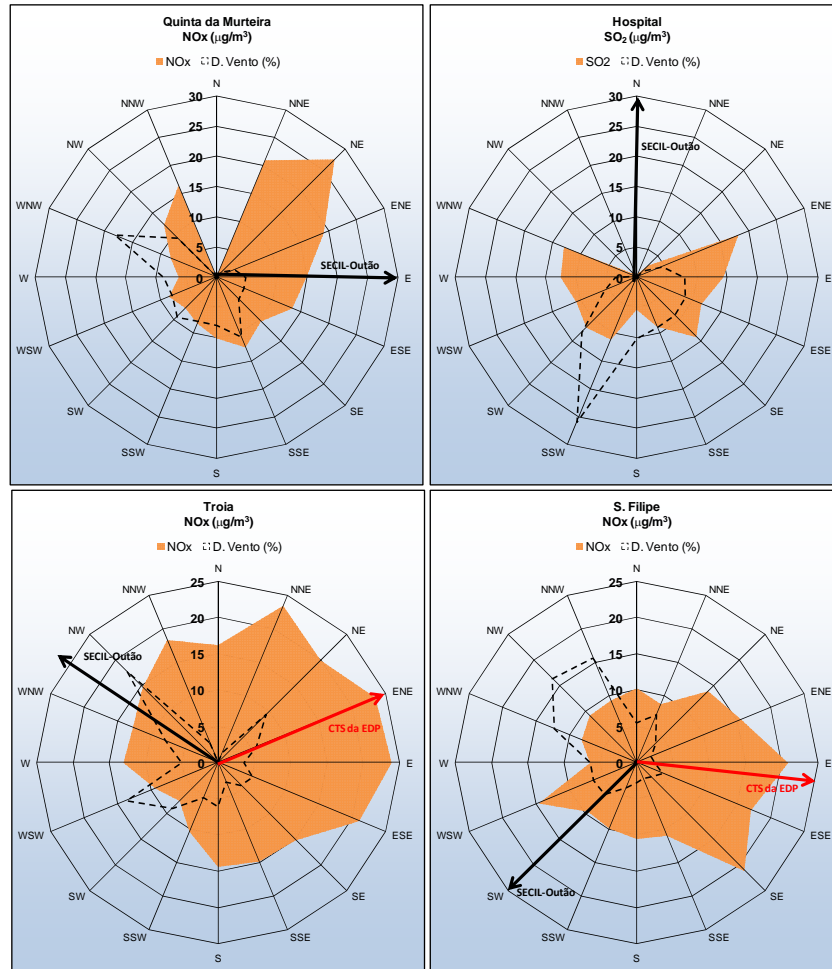 Quinta da Murteira
NOx (µg/m³)
NOx D. Vento (%)
N
NNE
NE
ENE
E
ESE
SE
SSE
S
SSW
SW
WSW
W
WNW
NW
NNW
30
25
20
15
10
5
0
SECIL-Outão
Hospital
SO₂ (µg/m³)
SO2 D. Vento (%)
N
NNE
NE
ENE
E
ESE
SE
SSE
S
SSW
SW
WSW
W
WNW
NW
NNW
30
25
20
15
10
5
0
SECIL-Outão
Troia
NOx (µg/m³)
NOx D. Vento (%)
N
NNE
NE
ENE
E
ESE
SE
SSE
S
SSW
SW
WSW
W
WNW
NW
NNW
25
20
15
10
5
0
SECIL-Outão
CTS da EDP
S. Filipe
NOx (µg/m³)
NOx D. Vento (%)
N
NNE
NE
ENE
E
ESE
SE
SSE
S
SSW
SW
WSW
W
WNW
NW
NNW
25
20
15
10
5
0
CTS da EDP
SECIL-Outão